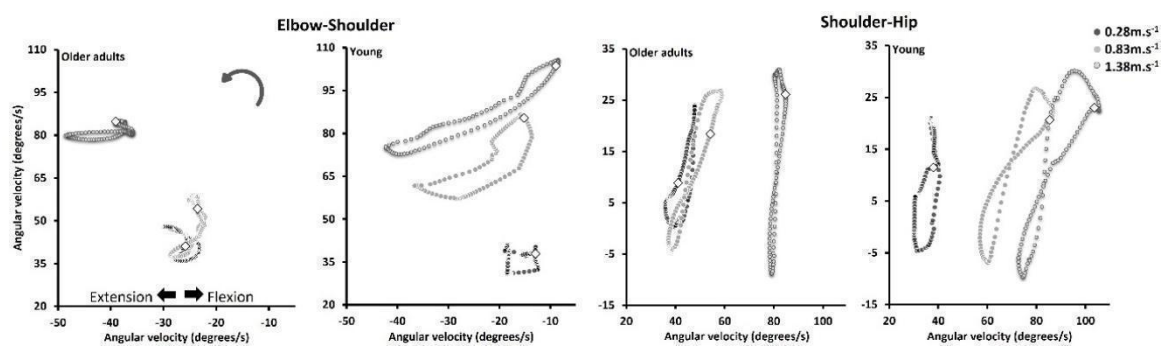 Elbow-Shoulder
Shoulder-Hip
0.28m.s⁻¹
0.83m.s⁻¹
1.38m.s⁻¹
Angular velocity (degrees/s)
110
95
80
65
50
35
20
Older adults
Extension
Flexion
-50
-40
-30
-20
-10
0
Angular velocity (degrees/s)
110
95
80
65
50
35
20
Young
-50
-40
-30
-20
-10
Angular velocity (degrees/s)
Angular velocity (degrees/s)
35
25
15
5
-5
-15
Older adults
20
40
60
80
100
Angular velocity (degrees/s)
35
25
15
5
-5
-15
Young
20
40
60
80
100
Angular velocity (degrees/s)